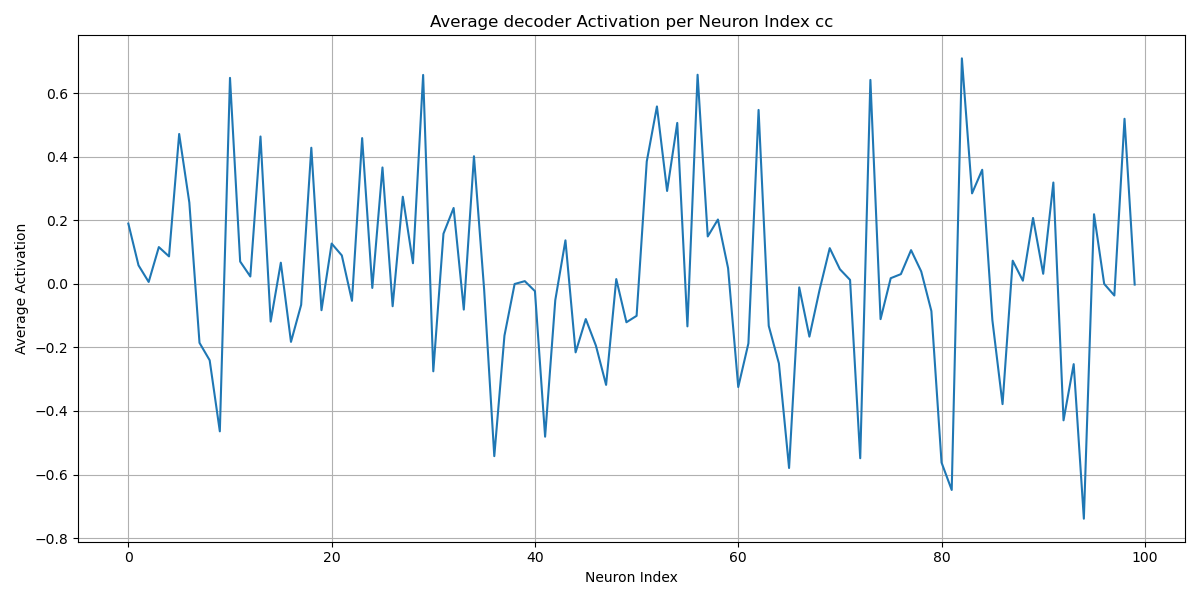 Average decoder Activation per Neuron Index cc
0.6
0.4
0.2
0.0
−0.2
−0.4
−0.6
−0.8
Average Activation
0 20 40 60 80 100
Neuron Index